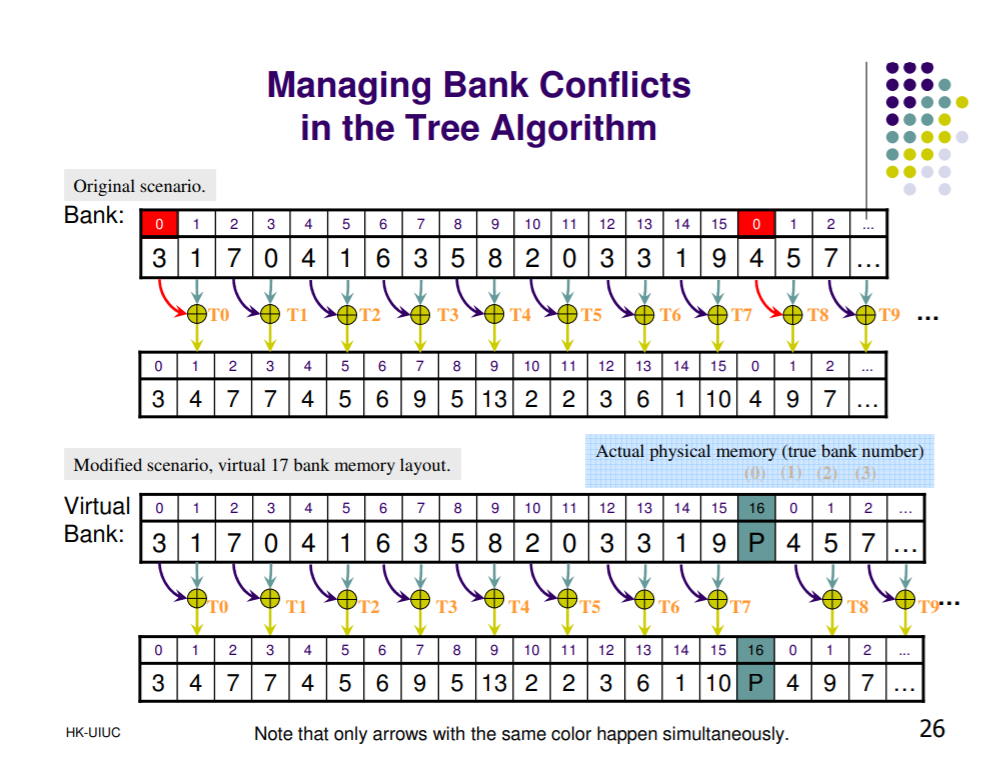 Managing Bank Conflicts
in the Tree Algorithm
Original scenario.
Bank: 0 1 2 3 4 5 6 7 8 9 10 11 12 13 14 15 0 1 2 ...
3 1 7 0 4 1 6 3 5 8 2 0 3 3 1 9 4 5 7 …
T0 T1 T2 T3 T4 T5 T6 T7 T8 T9 ...
0 1 2 3 4 5 6 7 8 9 10 11 12 13 14 15 0 1 2 ...
3 4 7 7 4 5 6 9 5 13 2 2 3 6 1 10 4 9 7 …
Modified scenario, virtual 17 bank memory layout.
Actual physical memory (true bank number)
(0) (1) (2) (3)
Virtual
Bank:
0 1 2 3 4 5 6 7 8 9 10 11 12 13 14 15 16 0 1 2 ...
3 1 7 0 4 1 6 3 5 8 2 0 3 3 1 9 P 4 5 7 …
T0 T1 T2 T3 T4 T5 T6 T7 T8 T9 ...
0 1 2 3 4 5 6 7 8 9 10 11 12 13 14 15 16 0 1 2 ...
3 4 7 7 4 5 6 9 5 13 2 2 3 6 1 10 P 4 9 7 …
HK-UIUC
Note that only arrows with the same color happen simultaneously.
26